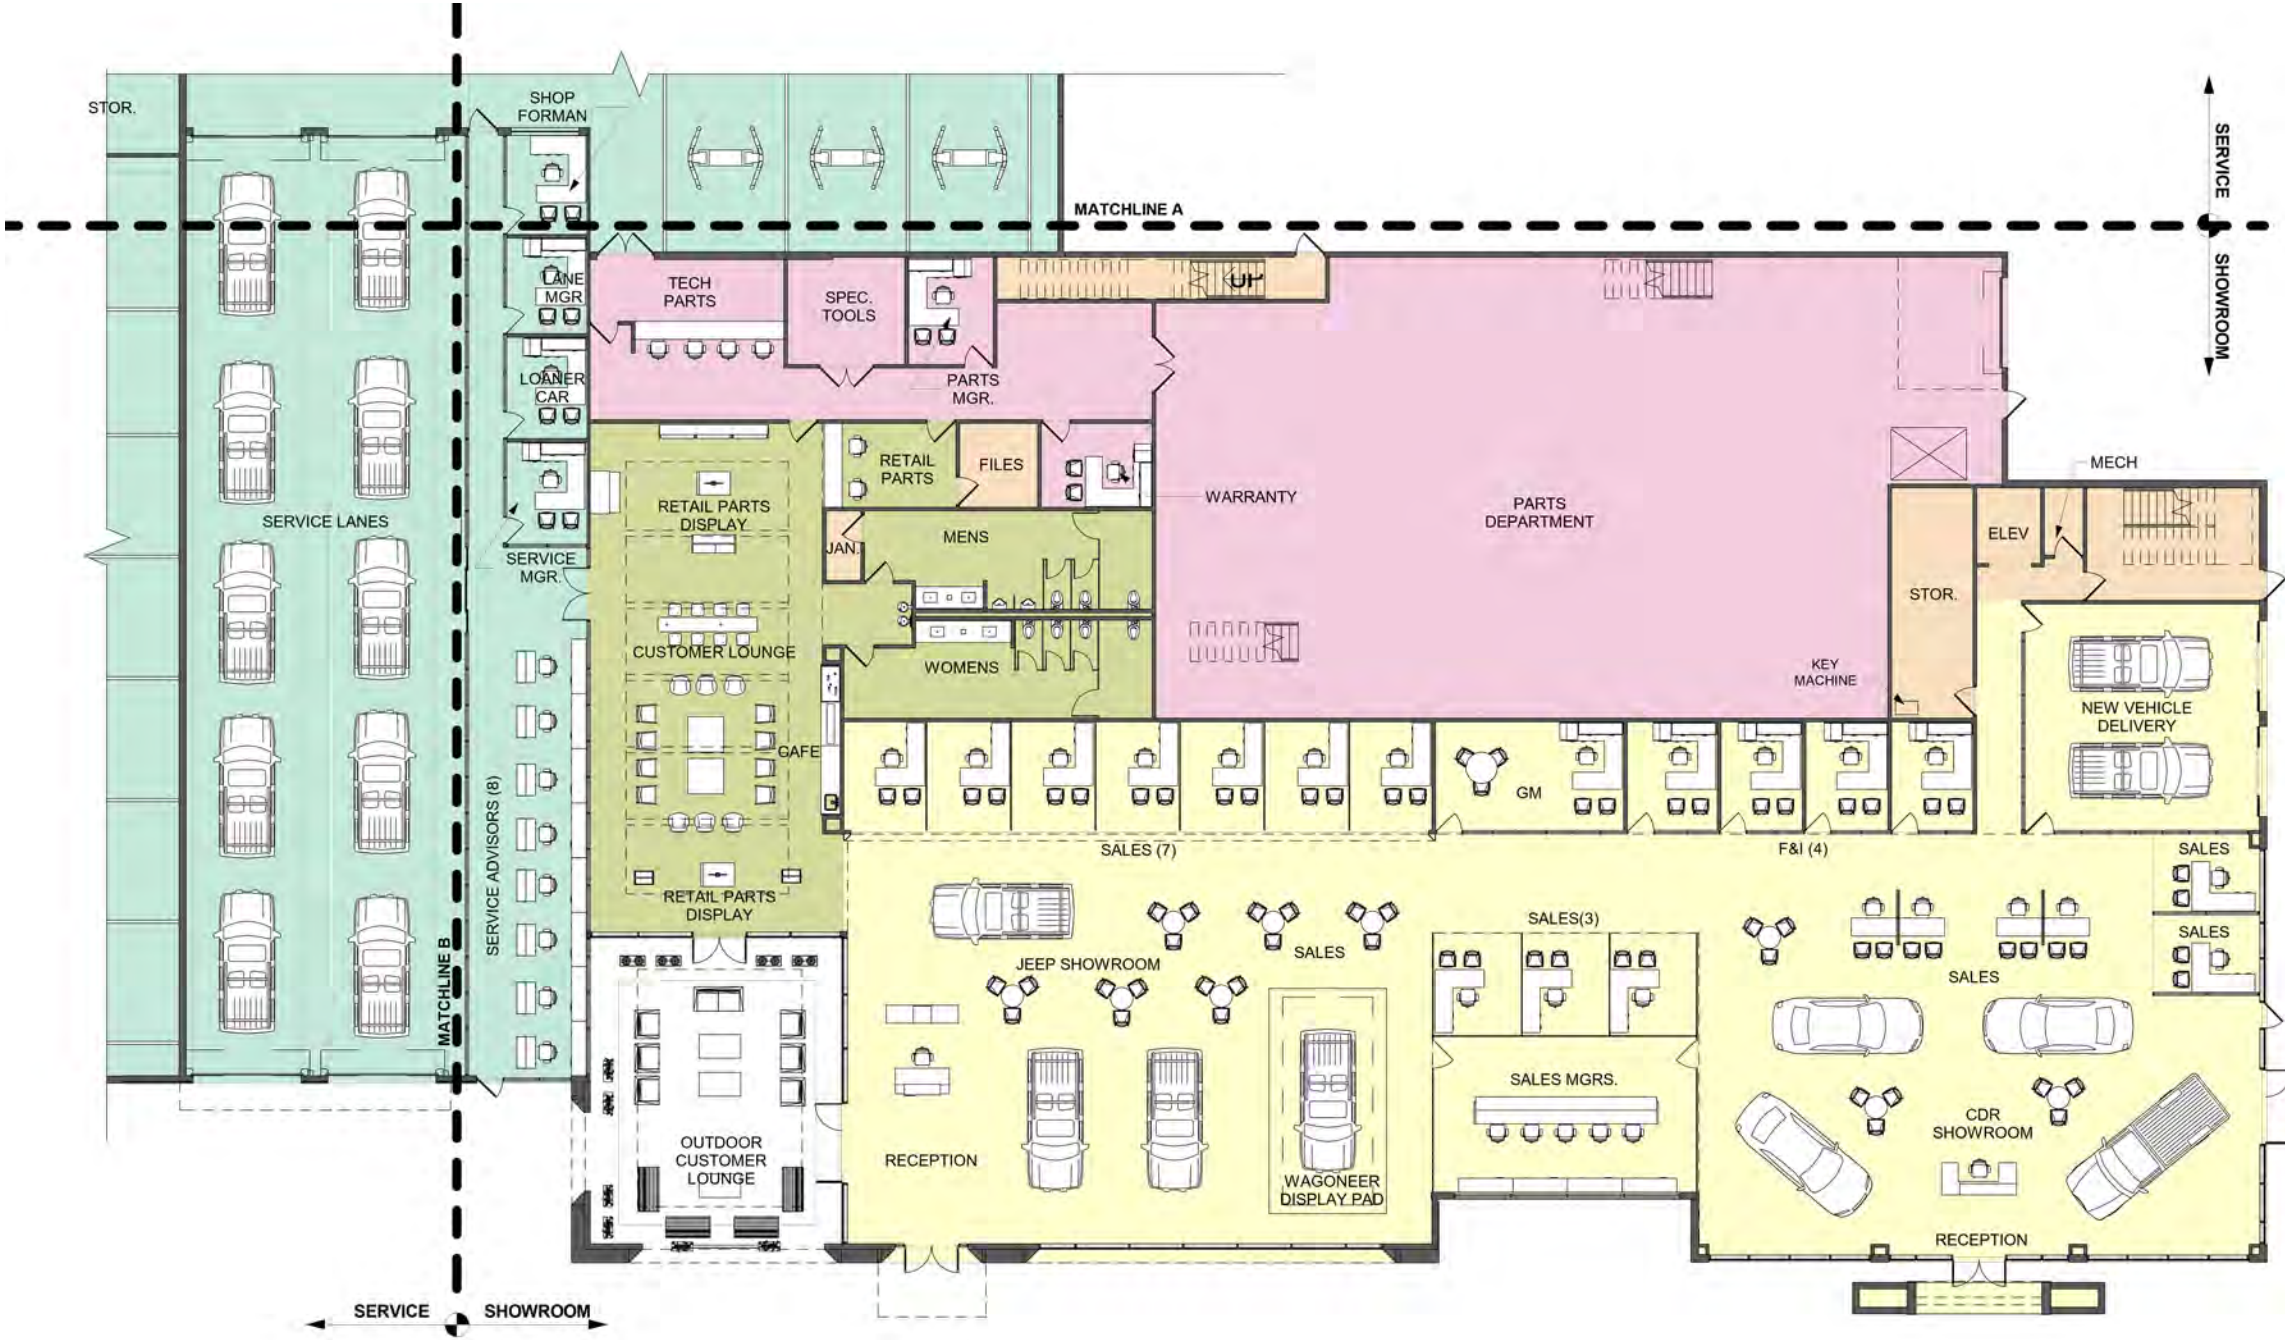 STOR.
SHOP
FORMAN
SERVICE
MATCHLINE A
SHOWROOM
LANE
MGR
TECH
PARTS
SPEC.
TOOLS
UP
LOANER
CAR
PARTS
MGR.
RETAIL
PARTS
FILES
MECH
WARRANTY
RETAIL PARTS
DISPLAY
PARTS
DEPARTMENT
SERVICE LANES
JAN.
MENS
ELEV
SERVICE
MGR.
STOR.
CUSTOMER LOUNGE
WOMENS
KEY
MACHINE
NEW VEHICLE
DELIVERY
CAFE
GM
SERVICE ADVISORS (8)
SALES (7)
F&I (4)
SALES
RETAIL PARTS
DISPLAY
SALES(3)
SALES
MATCHLINE B
JEEP SHOWROOM
SALES
SALES
SALES MGRS.
CDR
SHOWROOM
OUTDOOR
CUSTOMER
LOUNGE
RECEPTION
WAGONEER
DISPLAY PAD
RECEPTION
SERVICE
SHOWROOM